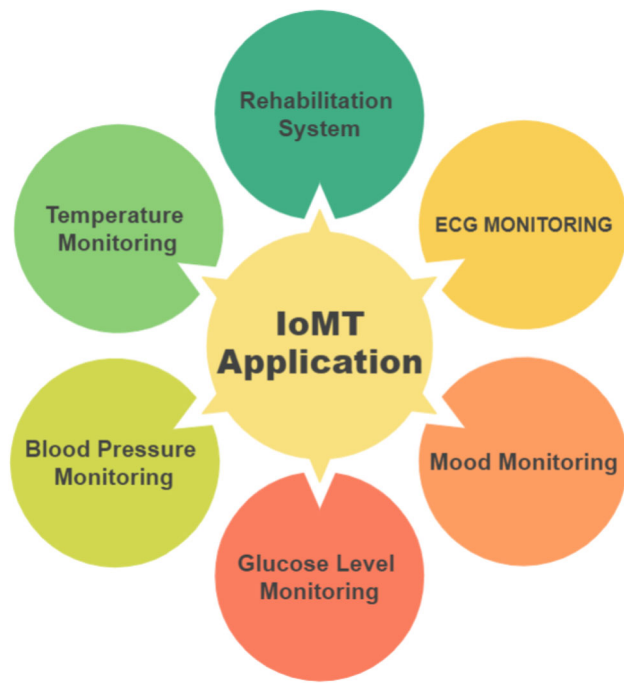 Rehabilitation
System
ECG MONITORING
Mood Monitoring
Glucose Level
Monitoring
Blood Pressure
Monitoring
Temperature
Monitoring
IoMT
Application